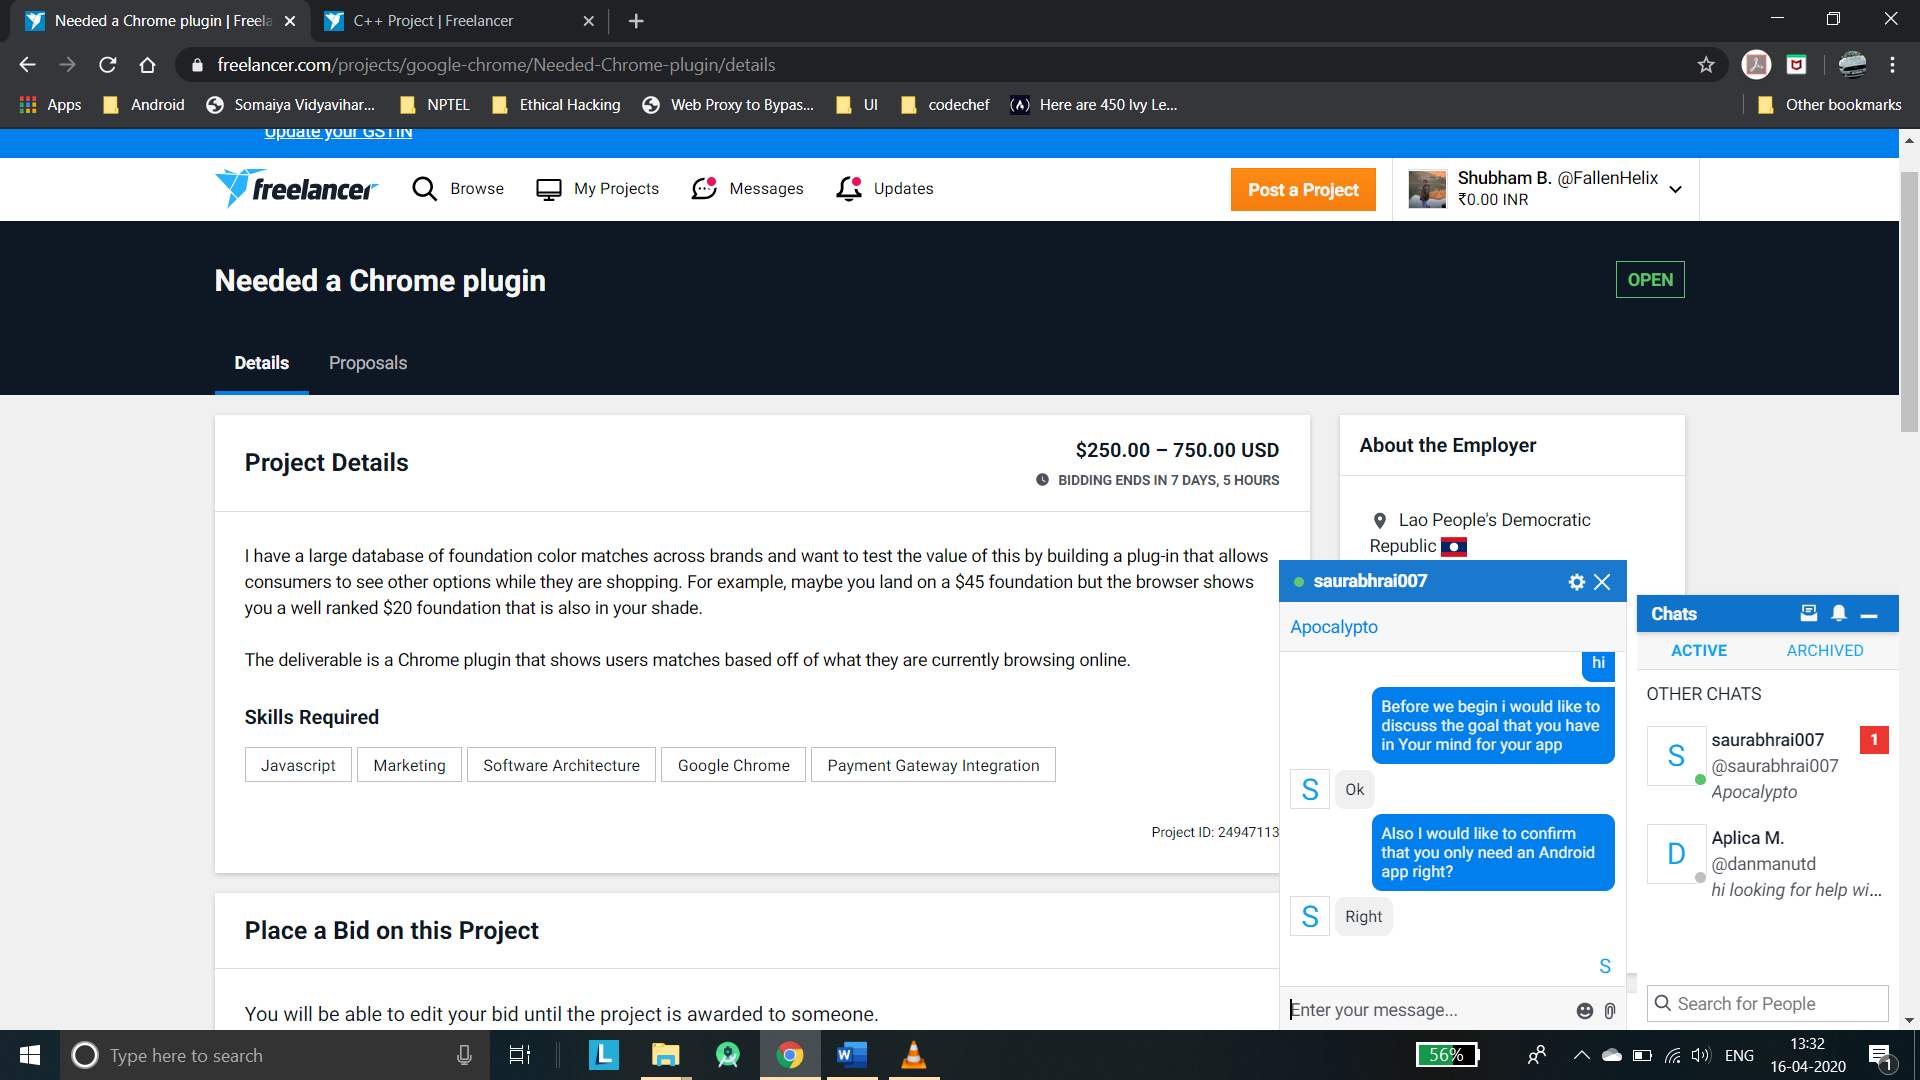 Needed a Chrome plugin | Freela
C++ Project | Freelancer
freelancer.com/projects/google-chrome/Needed-Chrome-plugin/details
Apps
Android
Somaiya Vidyavihar...
NPTEL
Ethical Hacking
Web Proxy to Bypas...
UI
codechef
Here are 450 Ivy Le...
Other bookmarks
Update your GSTIN
freelancer
Browse
My Projects
Messages
Updates
Post a Project
Shubham B. @FallenHelix
₹0.00 INR
Needed a Chrome plugin
OPEN
Details
Proposals
Project Details
$250.00 – 750.00 USD
BIDDING ENDS IN 7 DAYS, 5 HOURS
I have a large database of foundation color matches across brands and want to test the value of this by building a plug-in that allows
consumers to see other options while they are shopping. For example, maybe you land on a $45 foundation but the browser shows
you a well ranked $20 foundation that is also in your shade.
The deliverable is a Chrome plugin that shows users matches based off of what they are currently browsing online.
Skills Required
Javascript
Marketing
Software Architecture
Google Chrome
Payment Gateway Integration
Project ID: 24947113
Place a Bid on this Project
You will be able to edit your bid until the project is awarded to someone.
About the Employer
Lao People's Democratic
Republic
saurabhrai007
Apocalypto
hi
Before we begin i would like to
discuss the goal that you have
in Your mind for your app
S
Ok
Also I would like to confirm
that you only need an Android
app right?
S
Right
S
Enter your message...
Chats
ACTIVE
ARCHIVED
OTHER CHATS
S
saurabhrai007
1
@saurabhrai007
Apocalypto
D
Aplica M.
@danmanutd
hi looking for help wi...
Search for People
Type here to search
L
W
56%
ENG
13:32
16-04-2020
1